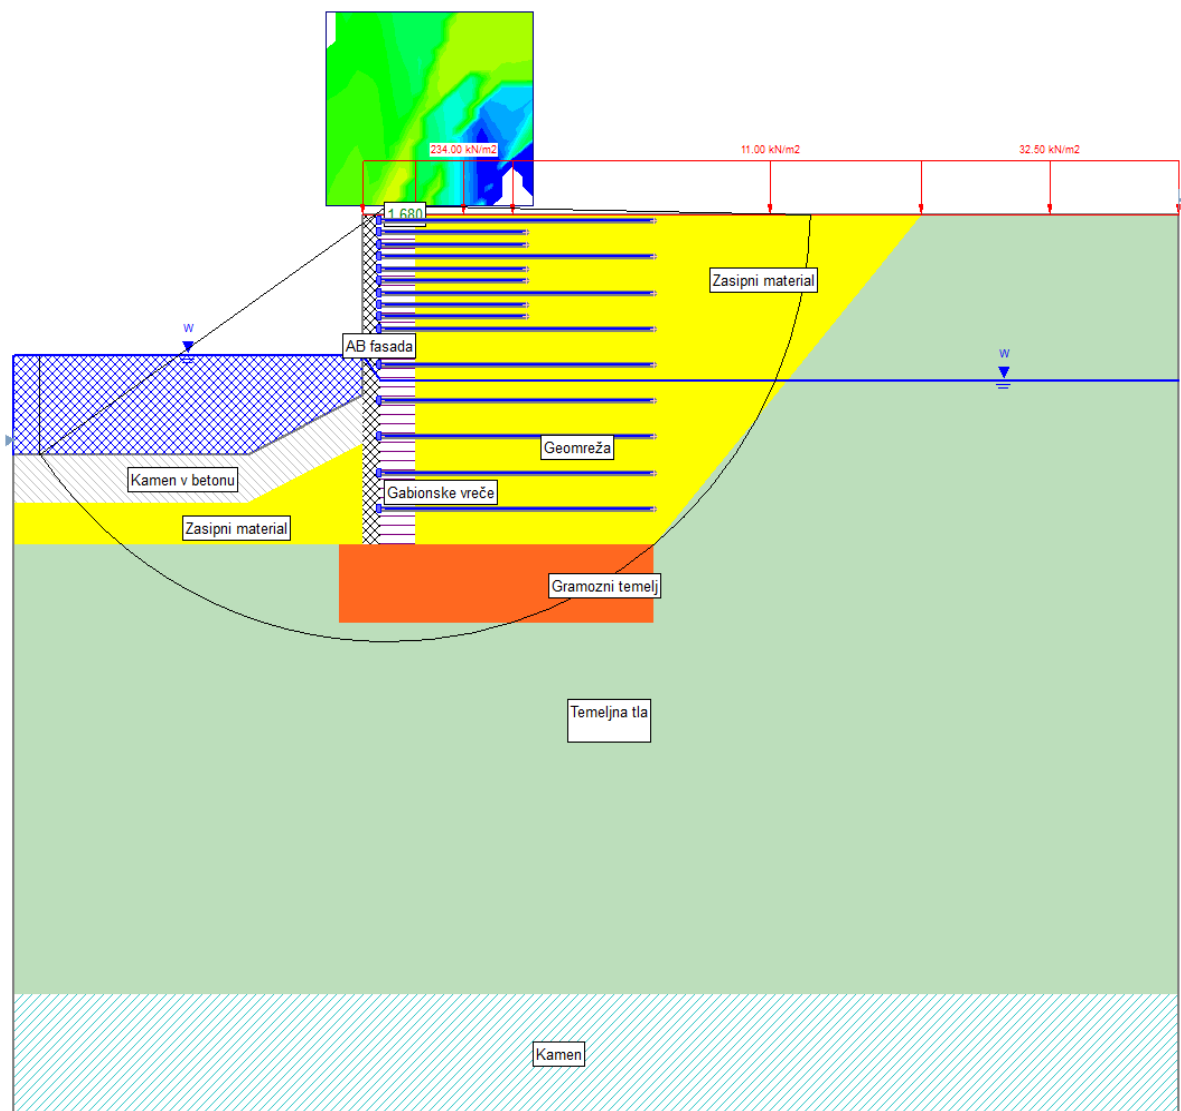 234.00 kN/m2
11.00 kN/m2
32.50 kN/m2
1.680
Zasipni material
W
AB fasada
W
Geomreža
Kamen v betonu
Gabionske vreče
Zasipni material
Gramozni temelj
Temeljna tla
Kamen